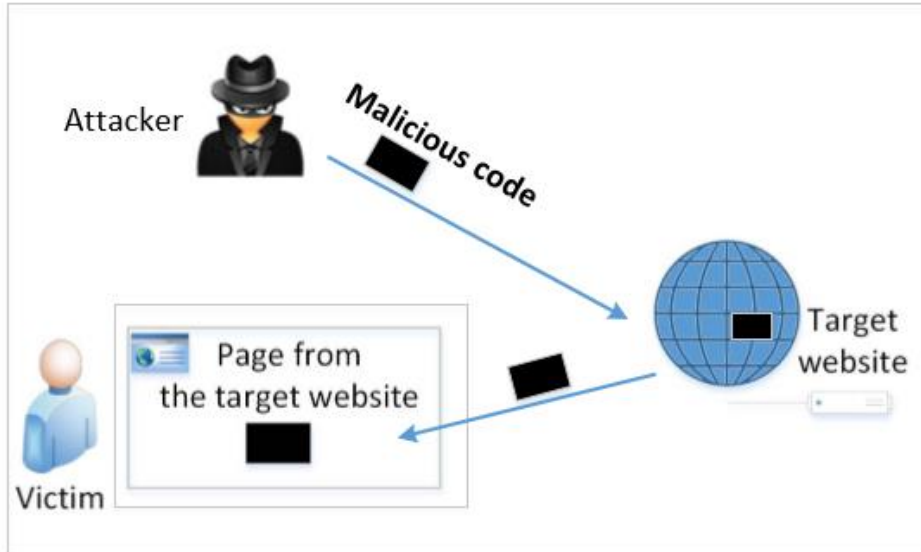 Attacker
Malicious code
Target
website
Page from
the target website
Victim